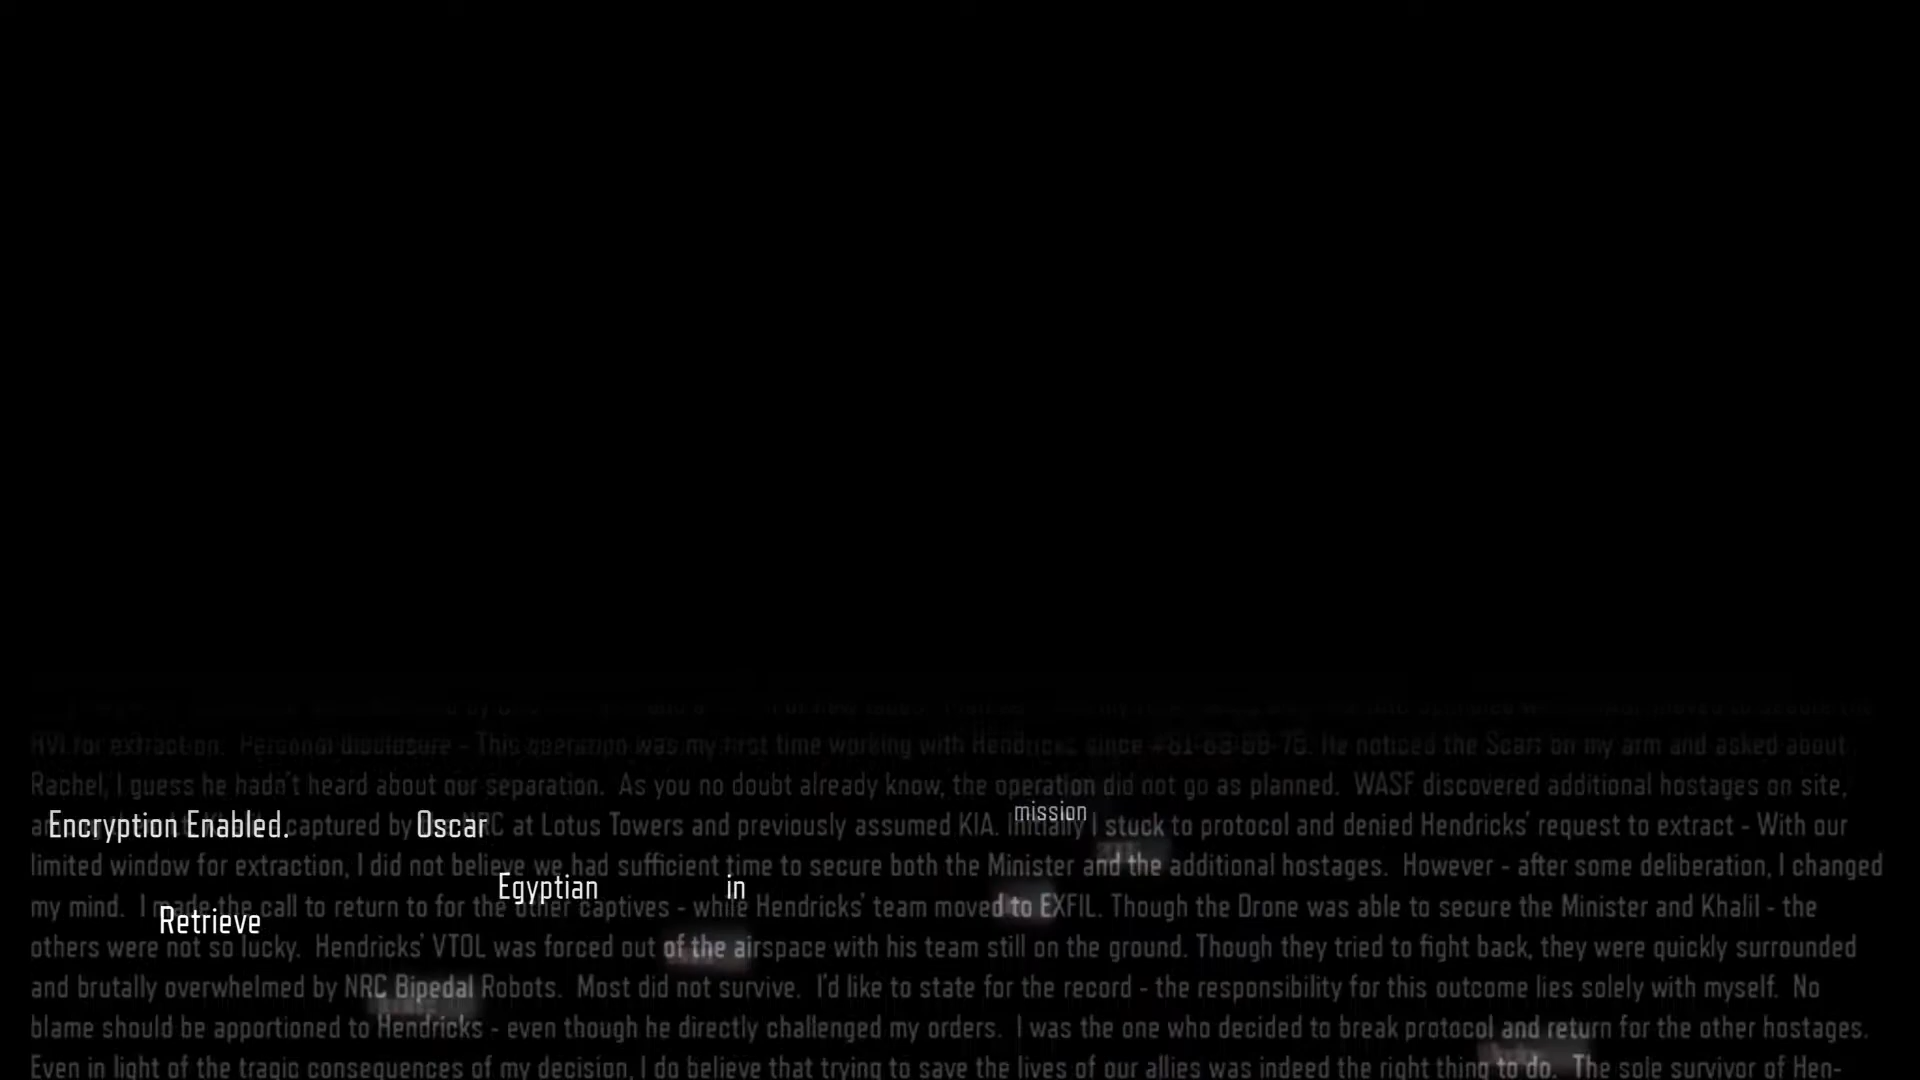 HVI for extraction. Personal disclosure - This operation was my first time working with Hendricks since He noticed the Scars on my arm and asked about
Rachel, I guess he hadn't heard about our separation. As you no doubt already know, the operation did not go as planned. WASF discovered additional hostages on site,
mission
Encryption Enabled. Oscar
captured by at Lotus Towers and previously assumed KIA. Initially I stuck to protocol and denied Hendricks' request to extract - With our
limited window for extraction, I did not believe we had sufficient time to secure both the Minister and the additional hostages. However - after some deliberation, I changed
Egyptian in
my mind. I made the call to return to for the other captives - while Hendricks' team moved to EXFIL. Though the Drone was able to secure the Minister and Khalil - the
Retrieve
others were not so lucky. Hendricks' VTOL was forced out of the airspace with his team still on the ground. Though they tried to fight back, they were quickly surrounded
and brutally overwhelmed by NRC Bipedal Robots. Most did not survive. I'd like to state for the record - the responsibility for this outcome lies solely with myself. No
blame should be apportioned to Hendricks - even though he directly challenged my orders. I was the one who decided to break protocol and return for the other hostages.
Even in light of the tragic consequences of my decision, I do believe that trying to save the lives of our allies was indeed the right thing to do. The sole survivor of Hen-